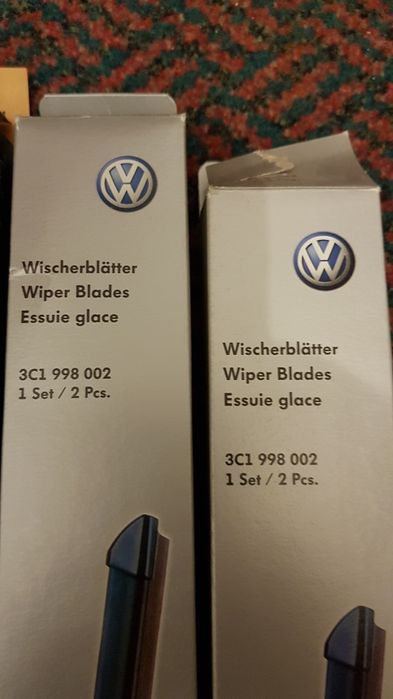 Wischerblätter
Wiper Blades
Essuie glace
3C1 998 002
1 Set / 2 Pcs.
Wischerblätter
Wiper Blades
Essuie glace
3C1 998 002
1 Set / 2 Pcs.